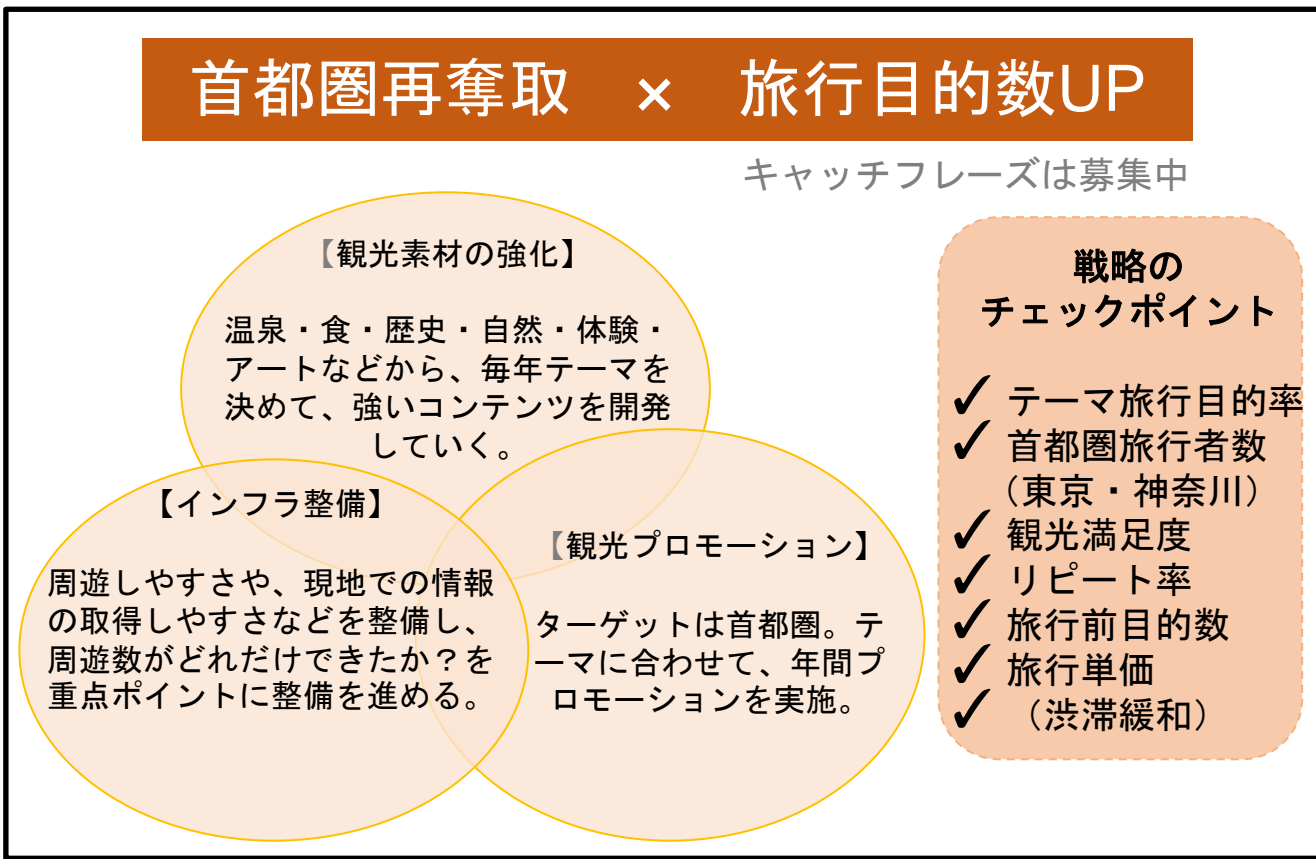 首都圏再奪取　×　旅行目的数UP
キャッチフレーズは募集中
【観光素材の強化】
温泉・食・歴史・自然・体験・
アートなどから、毎年テーマを
決めて、強いコンテンツを開発
していく。
【インフラ整備】
周遊しやすさや、現地での情報
の取得しやすさなどを整備し、
周遊数がどれだけできたか？を
重点ポイントに整備を進める。
【観光プロモーション】
ターゲットは首都圏。テ
ーマに合わせて、年間プ
ロモーションを実施。
戦略の
チェックポイント
✓ テーマ旅行目的率
✓ 首都圏旅行者数
（東京・神奈川）
✓ 観光満足度
✓ リピート率
✓ 旅行前目的数
✓ 旅行単価
✓ （渋滞緩和）